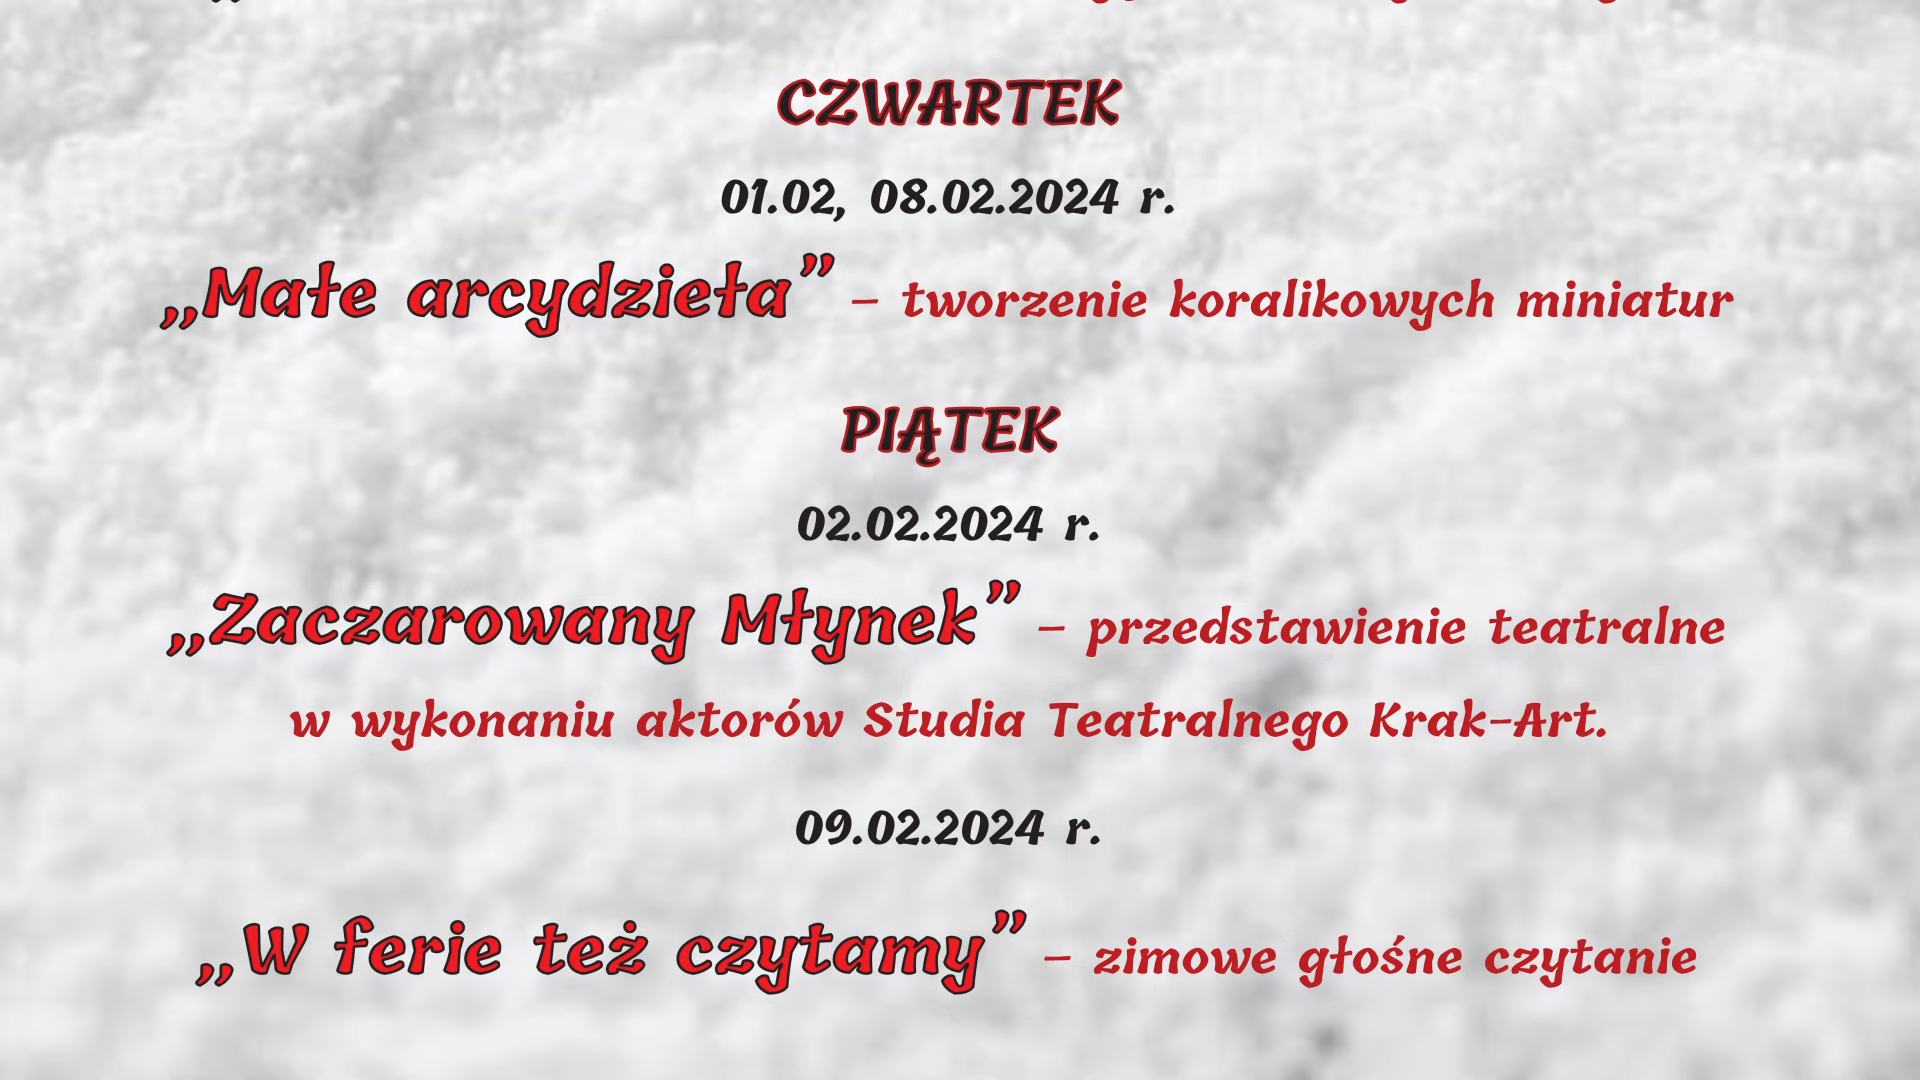 CZWARTEK
01.02, 08.02.2024 r.
„Małe arcydzieła” – tworzenie koralikowych miniatur
PIĄTEK
02.02.2024 r.
„Zaczarowany Młynek” – przedstawienie teatralne
w wykonaniu aktorów Studia Teatralnego Krak-Art.
09.02.2024 r.
„W ferie też czytamy” – zimowe głośne czytanie